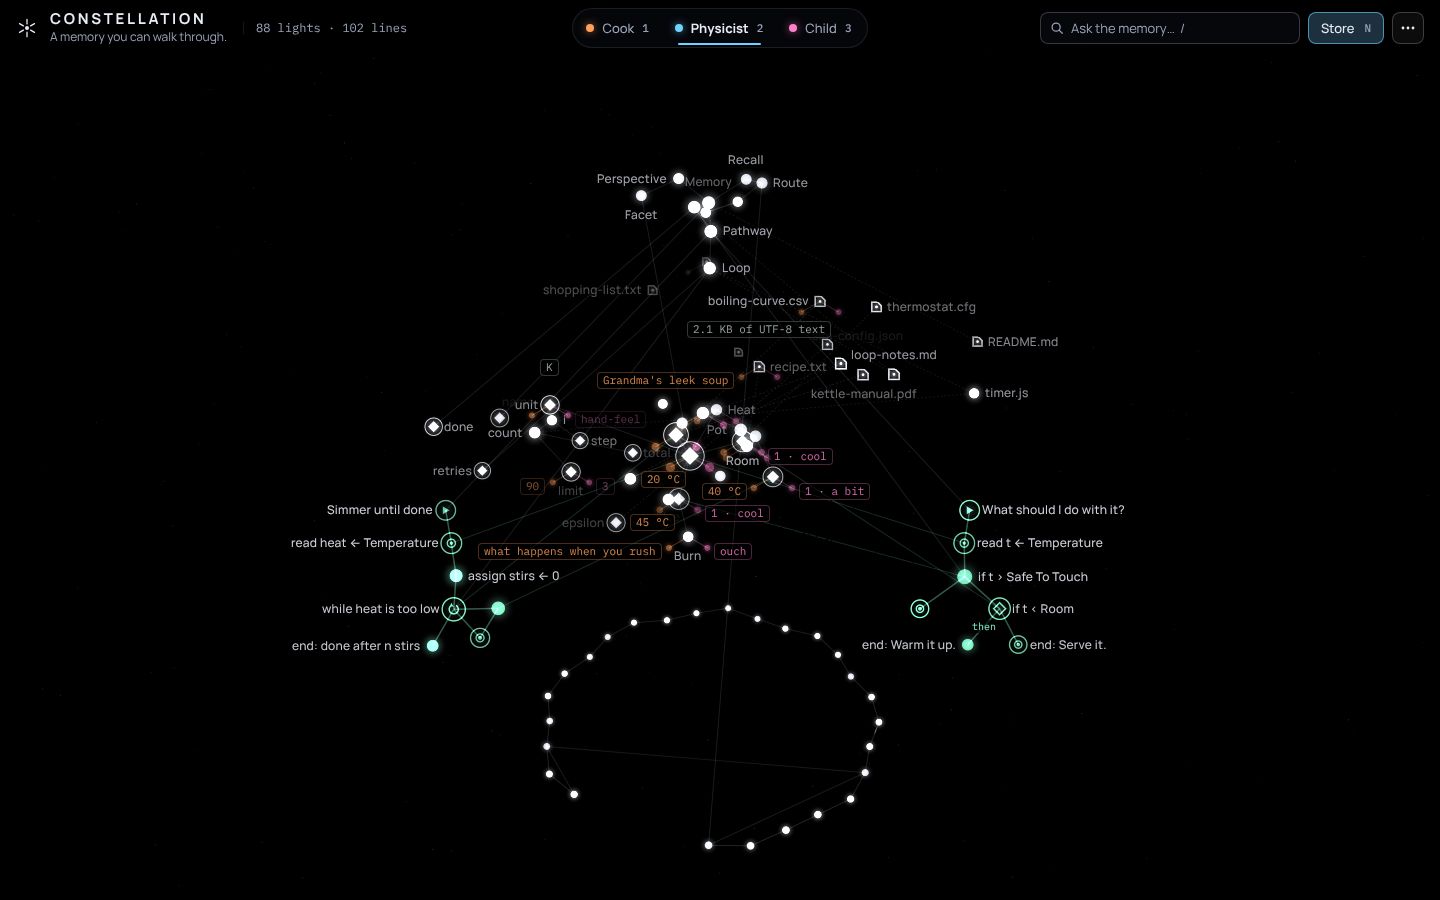 CONSTELLATION
A memory you can walk through.
88 lights · 102 lines
Cook 1
Physicist 2
Child 3
Ask the memory… /
Store N
Recall
Perspective
Memory
Route
Facet
Pathway
Loop
shopping-list.txt
boiling-curve.csv
thermostat.cfg
2.1 KB of UTF-8 text
config.json
README.md
loop-notes.md
K
recipe.txt
Grandma's leek soup
kettle-manual.pdf
timer.js
unit
Heat
i
hand-feel
done
count
Pot
step
total
Room
1 · cool
retries
90
limit
3
20 °C
40 °C
1 · a bit
Simmer until done
epsilon
45 °C
1 · cool
What should I do with it?
read heat ← Temperature
what happens when you rush
Burn
ouch
read t ← Temperature
assign stirs ← 0
if t > Safe To Touch
while heat is too low
if t < Room
then
end: done after n stirs
end: Warm it up.
end: Serve it.